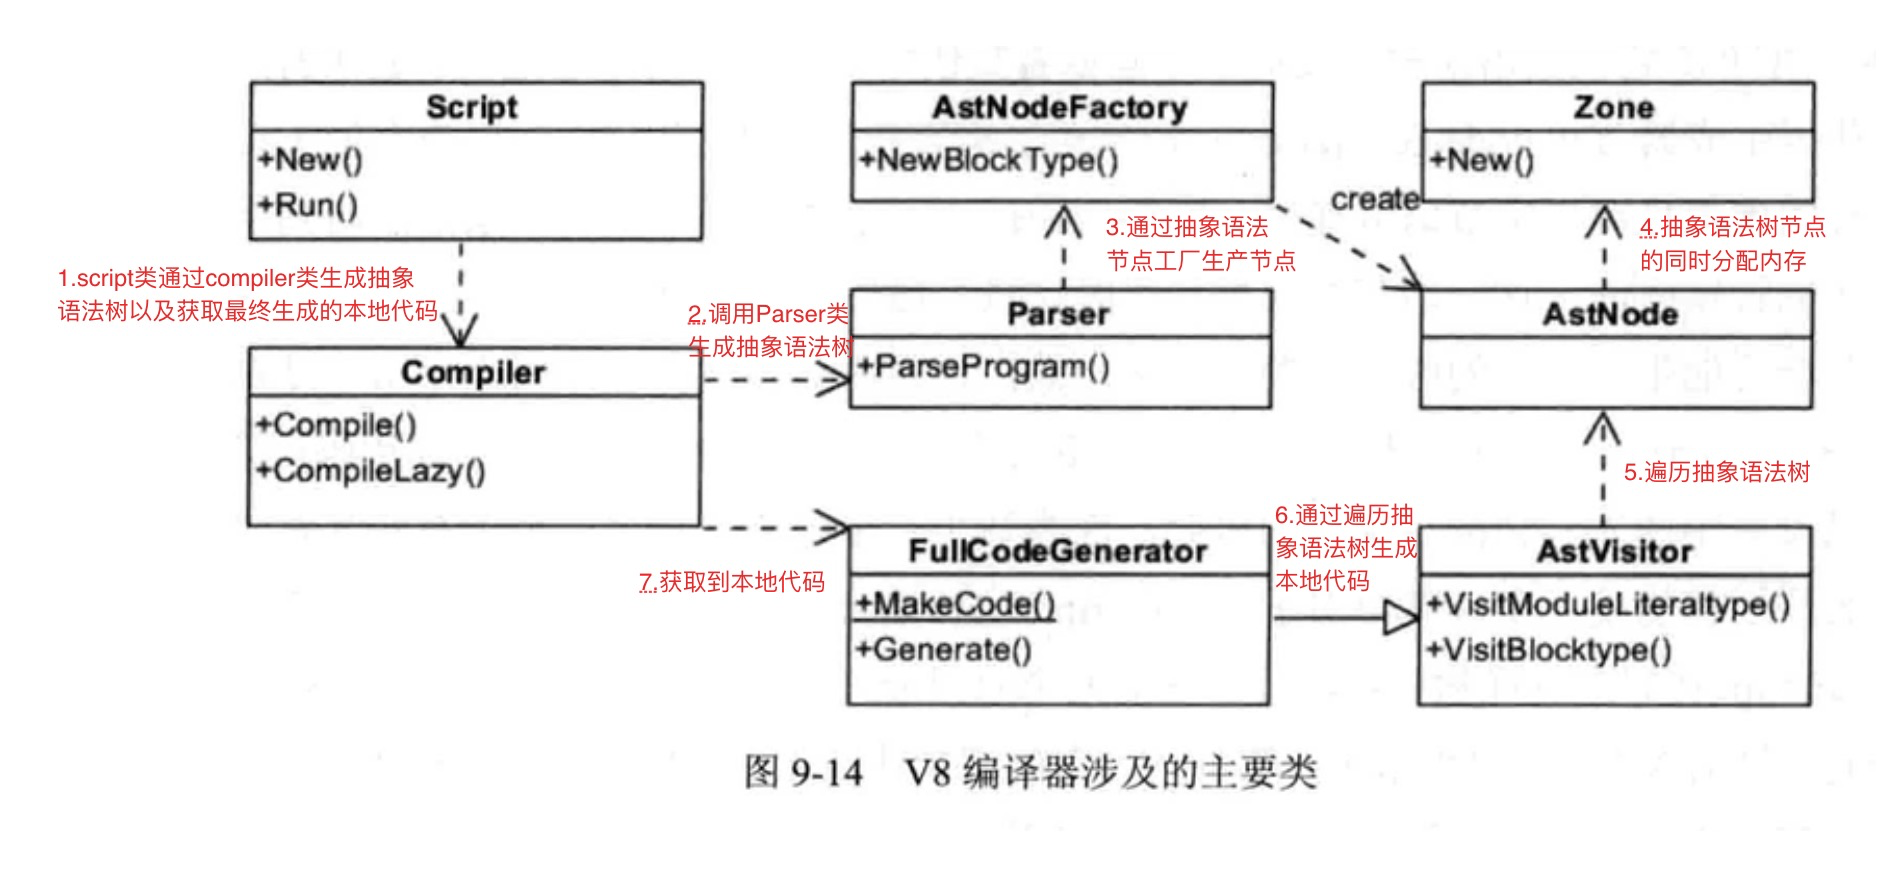 Script
+New()
+Run()
AstNodeFactory
+NewBlockType()
Zone
+New()
create
1.script类通过compiler类生成抽象
语法树以及获取最终生成的本地代码
3.通过抽象语法
节点工厂生产节点
4.抽象语法树节点
的同时分配内存
2.调用Parser类
生成抽象语法树
Compiler
+Compile()
+CompileLazy()
Parser
+ParseProgram()
AstNode
5.遍历抽象语法树
7.获取到本地代码
FullCodeGenerator
+MakeCode()
+Generate()
6.通过遍历抽
象语法树生成
本地代码
AstVisitor
+VisitModuleLiteraltype()
+VisitBlocktype()
图 9-14 V8 编译器涉及的主要类